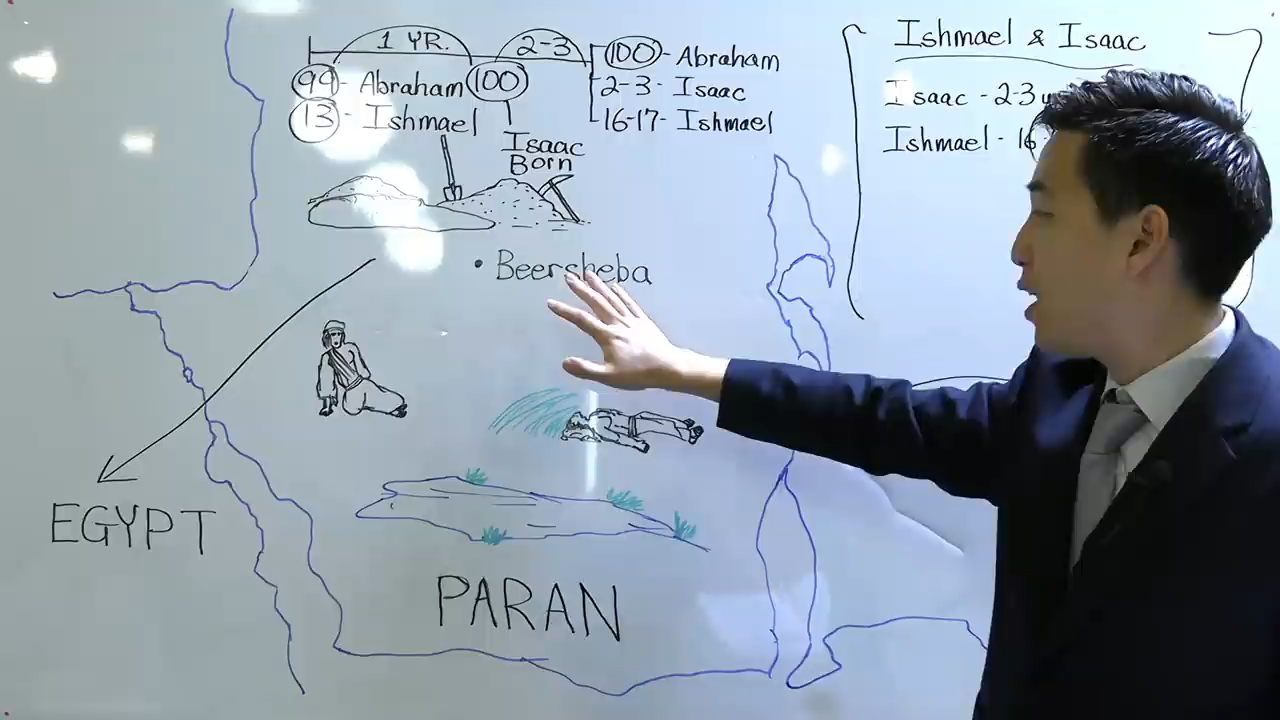 1 YR. 2-3
99 - Abraham 100
13 - Ishmael
Isaac
Born
100 - Abraham
2-3 - Isaac
16-17 - Ishmael
Ishmael & Isaac
Isaac - 2-3
Ishmael - 16
• Beersheba
EGYPT
PARAN